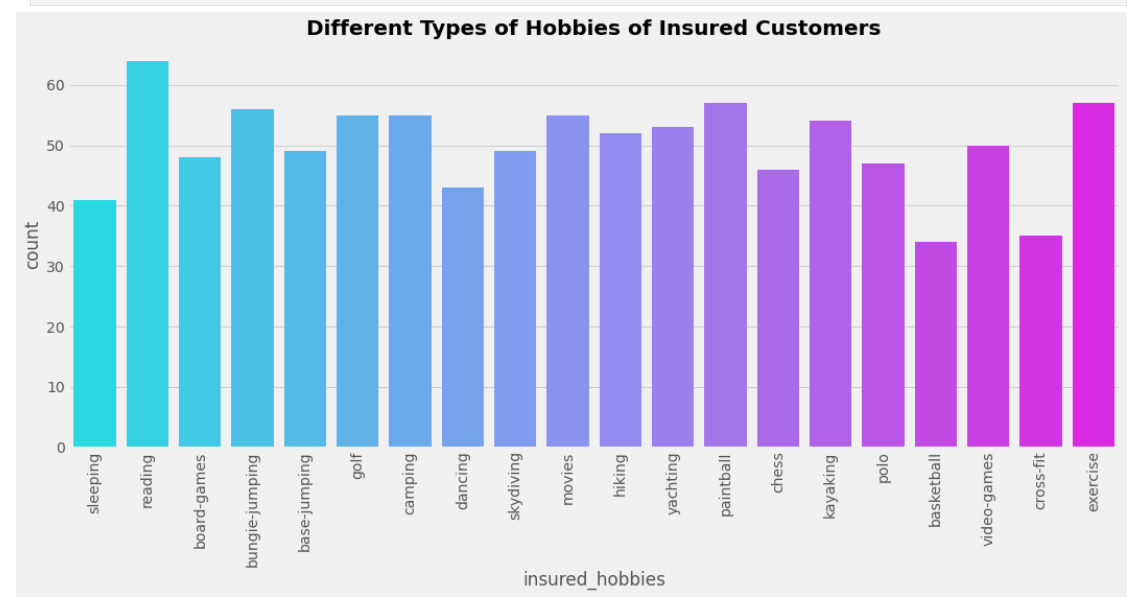 Different Types of Hobbies of Insured Customers
60
50
40
30
20
10
0
count
sleeping
reading
board-games
bungie-jumping
base-jumping
golf
camping
dancing
skydiving
movies
hiking
yachting
paintball
chess
kayaking
polo
basketball
video-games
cross-fit
exercise
insured_hobbies